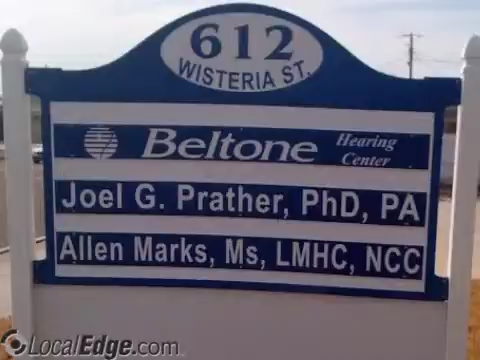 612
WISTERIA ST.
Beltone Hearing Center
Joel G. Prather, PhD, PA
Allen Marks, Ms, LMHC, NCC
LocalEdge.com